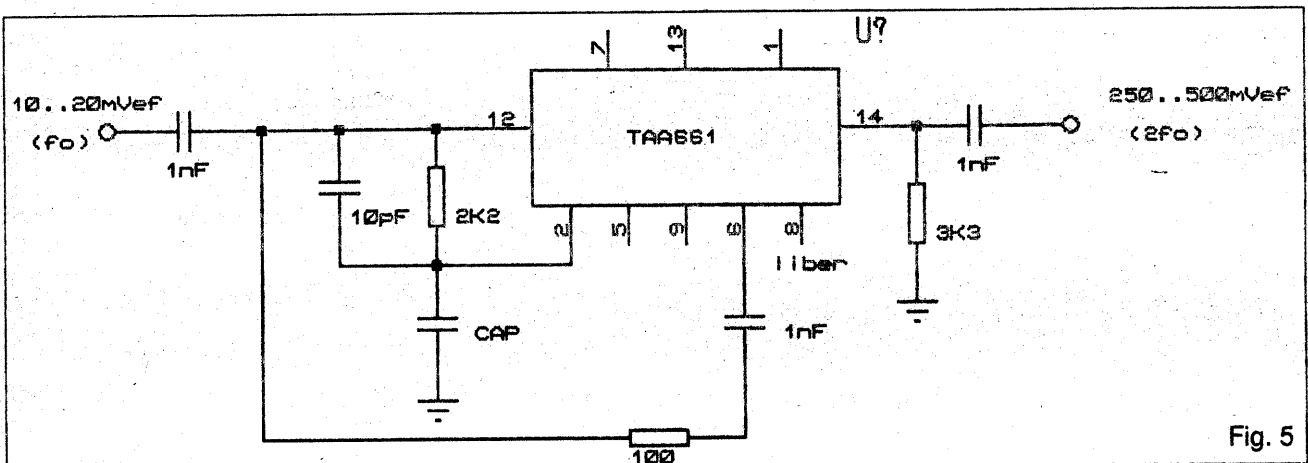 U?
7
13
1
10..20mVef
(fo)
1nF
12
TAA661
14
250..500mVef
(2fo)
1nF
10pF
2K2
2
5
9
6
8
liber
3K3
CAP
1nF
100
Fig. 5